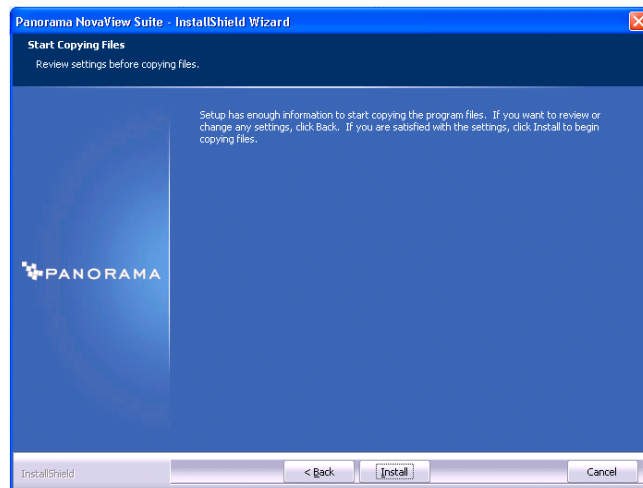 Panorama NovaView Suite - InstallShield Wizard
Start Copying Files
Review settings before copying files.
Setup has enough information to start copying the program files. If you want to review or
change any settings, click Back. If you are satisfied with the settings, click Install to begin
copying files.
PANORAMA
InstallShield
< Back
Install
Cancel